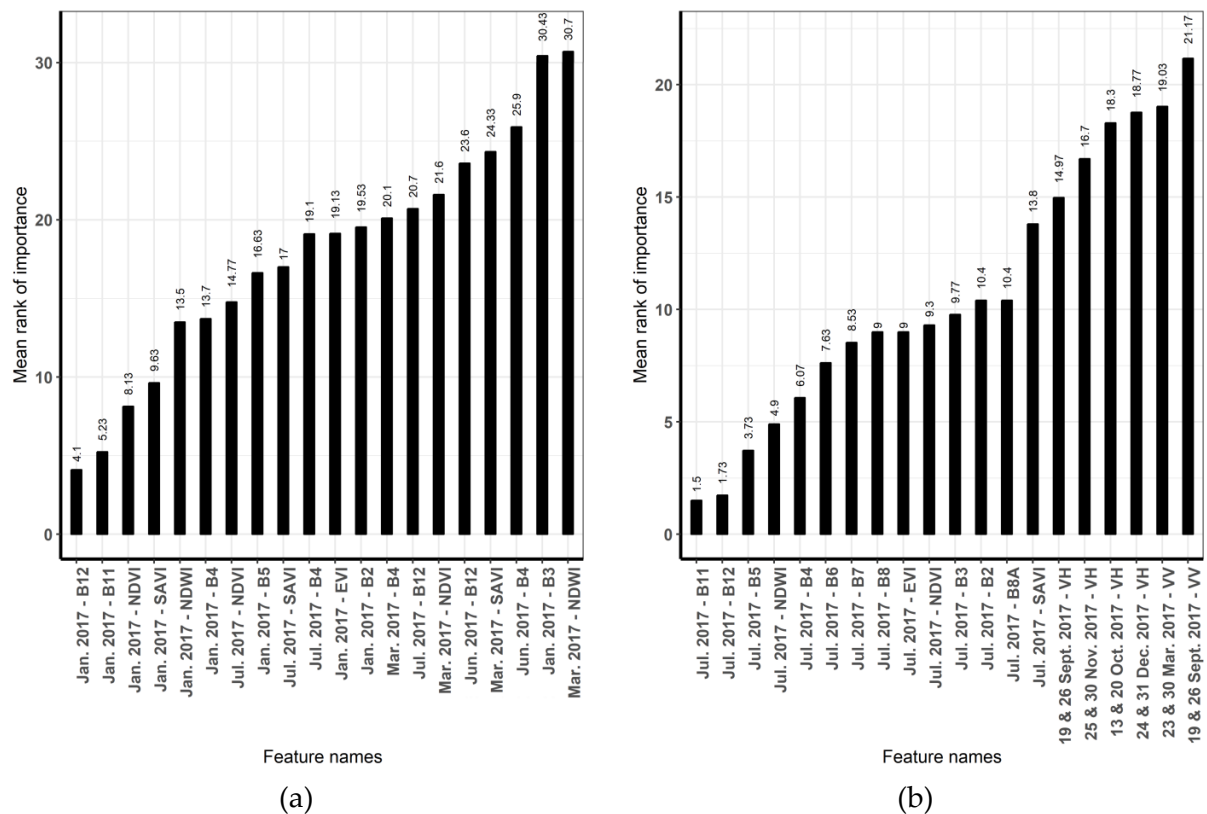 Mean rank of importance
30
20
10
0
4.1
5.23
8.13
9.63
13.5
13.7
14.77
16.63
17
19.1
19.13
19.53
20.1
20.7
21.6
23.6
24.33
25.9
30.43
30.7
Jan. 2017 - B12
Jan. 2017 - B11
Jan. 2017 - NDVI
Jan. 2017 - SAVI
Jan. 2017 - NDWI
Jan. 2017 - B4
Jul. 2017 - NDVI
Jan. 2017 - B5
Jul. 2017 - SAVI
Jul. 2017 - B4
Jan. 2017 - EVI
Jan. 2017 - B2
Mar. 2017 - B4
Jul. 2017 - B12
Mar. 2017 - NDVI
Jun. 2017 - B12
Mar. 2017 - SAVI
Jun. 2017 - B4
Jan. 2017 - B3
Mar. 2017 - NDWI
Feature names
(a)
Mean rank of importance
20
15
10
5
0
1.5
1.73
3.73
4.9
6.07
7.63
8.53
9
9
9.3
9.77
10.4
10.4
13.8
14.97
16.7
18.3
18.77
19.03
21.17
Jul. 2017 - B11
Jul. 2017 - B12
Jul. 2017 - B5
Jul. 2017 - NDWI
Jul. 2017 - B4
Jul. 2017 - B6
Jul. 2017 - B7
Jul. 2017 - B8
Jul. 2017 - EVI
Jul. 2017 - NDVI
Jul. 2017 - B3
Jul. 2017 - B2
Jul. 2017 - B8A
Jul. 2017 - SAVI
19 & 26 Sept. 2017 - VH
25 & 30 Nov. 2017 - VH
13 & 20 Oct. 2017 - VH
24 & 31 Dec. 2017 - VH
23 & 30 Mar. 2017 - VV
19 & 26 Sept. 2017 - VV
Feature names
(b)